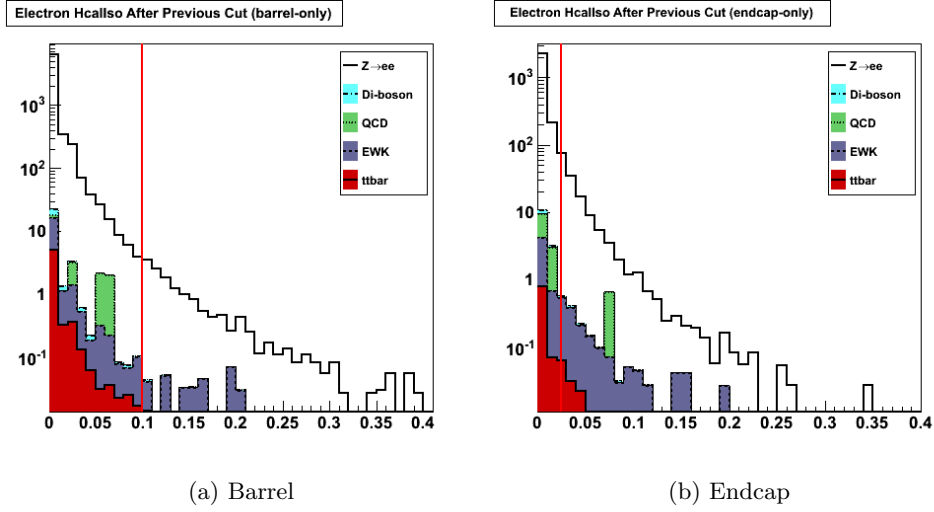 Electron HcalIso After Previous Cut (barrel-only)
Z→ee
Di-boson
QCD
EWK
ttbar
10³
10²
10
1
10⁻¹
0 0.05 0.1 0.15 0.2 0.25 0.3 0.35 0.4
(a) Barrel
Electron HcalIso After Previous Cut (endcap-only)
Z→ee
Di-boson
QCD
EWK
ttbar
10³
10²
10
1
10⁻¹
0 0.05 0.1 0.15 0.2 0.25 0.3 0.35 0.4
(b) Endcap